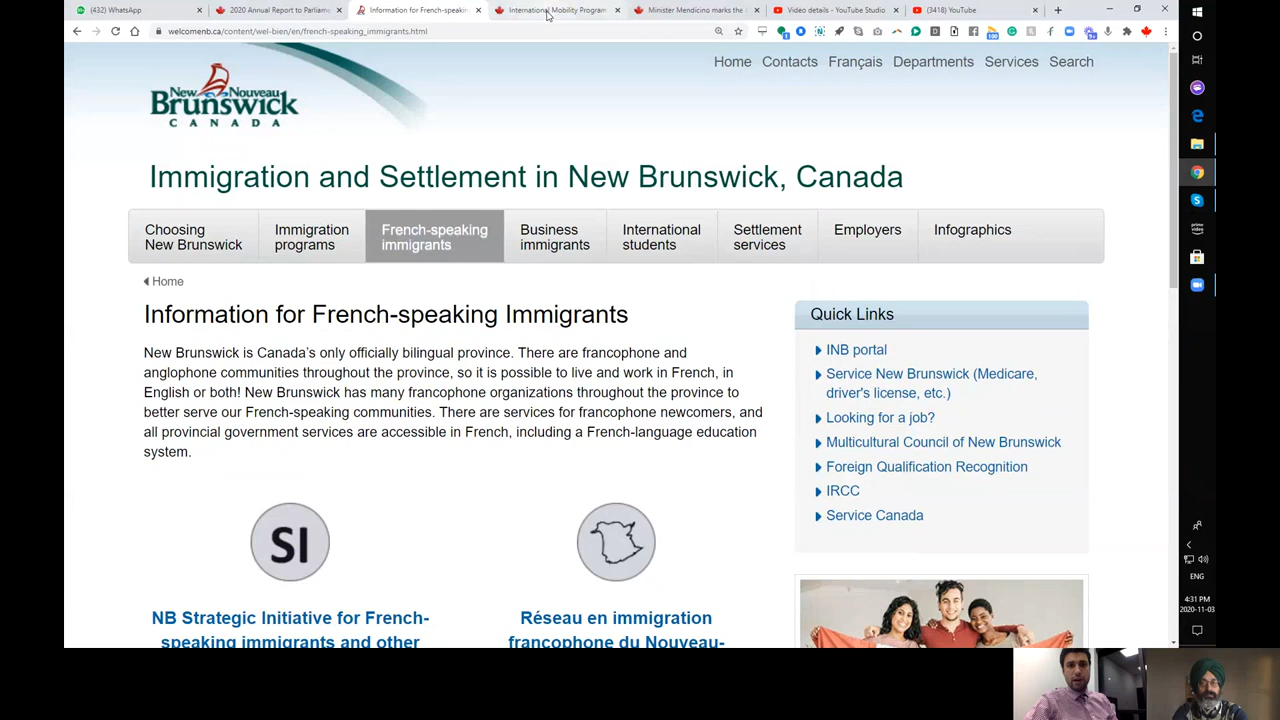 (432) WhatsApp
2020 Annual Report to Parliame
Information for French-speakin
International Mobility Program
Minister Mendicino marks the
Video details - YouTube Studio
(3418) YouTube
welcomenb.ca/content/wel-bien/en/french-speaking_immigrants.html
Home Contacts Français Departments Services Search
New Nouveau
Brunswick
CANADA
Immigration and Settlement in New Brunswick, Canada
Choosing
New Brunswick
Immigration
programs
French-speaking
immigrants
Business
immigrants
International
students
Settlement
services
Employers
Infographics
Home
Information for French-speaking Immigrants
New Brunswick is Canada's only officially bilingual province. There are francophone and
anglophone communities throughout the province, so it is possible to live and work in French, in
English or both! New Brunswick has many francophone organizations throughout the province to
better serve our French-speaking communities. There are services for francophone newcomers, and
all provincial government services are accessible in French, including a French-language education
system.
SI
NB Strategic Initiative for French-
speaking immigrants and other
Réseau en immigration
francophone du Nouveau-
Quick Links
INB portal
Service New Brunswick (Medicare,
driver's license, etc.)
Looking for a job?
Multicultural Council of New Brunswick
Foreign Qualification Recognition
IRCC
Service Canada
prime
video
ENG
4:31 PM
2020-11-03